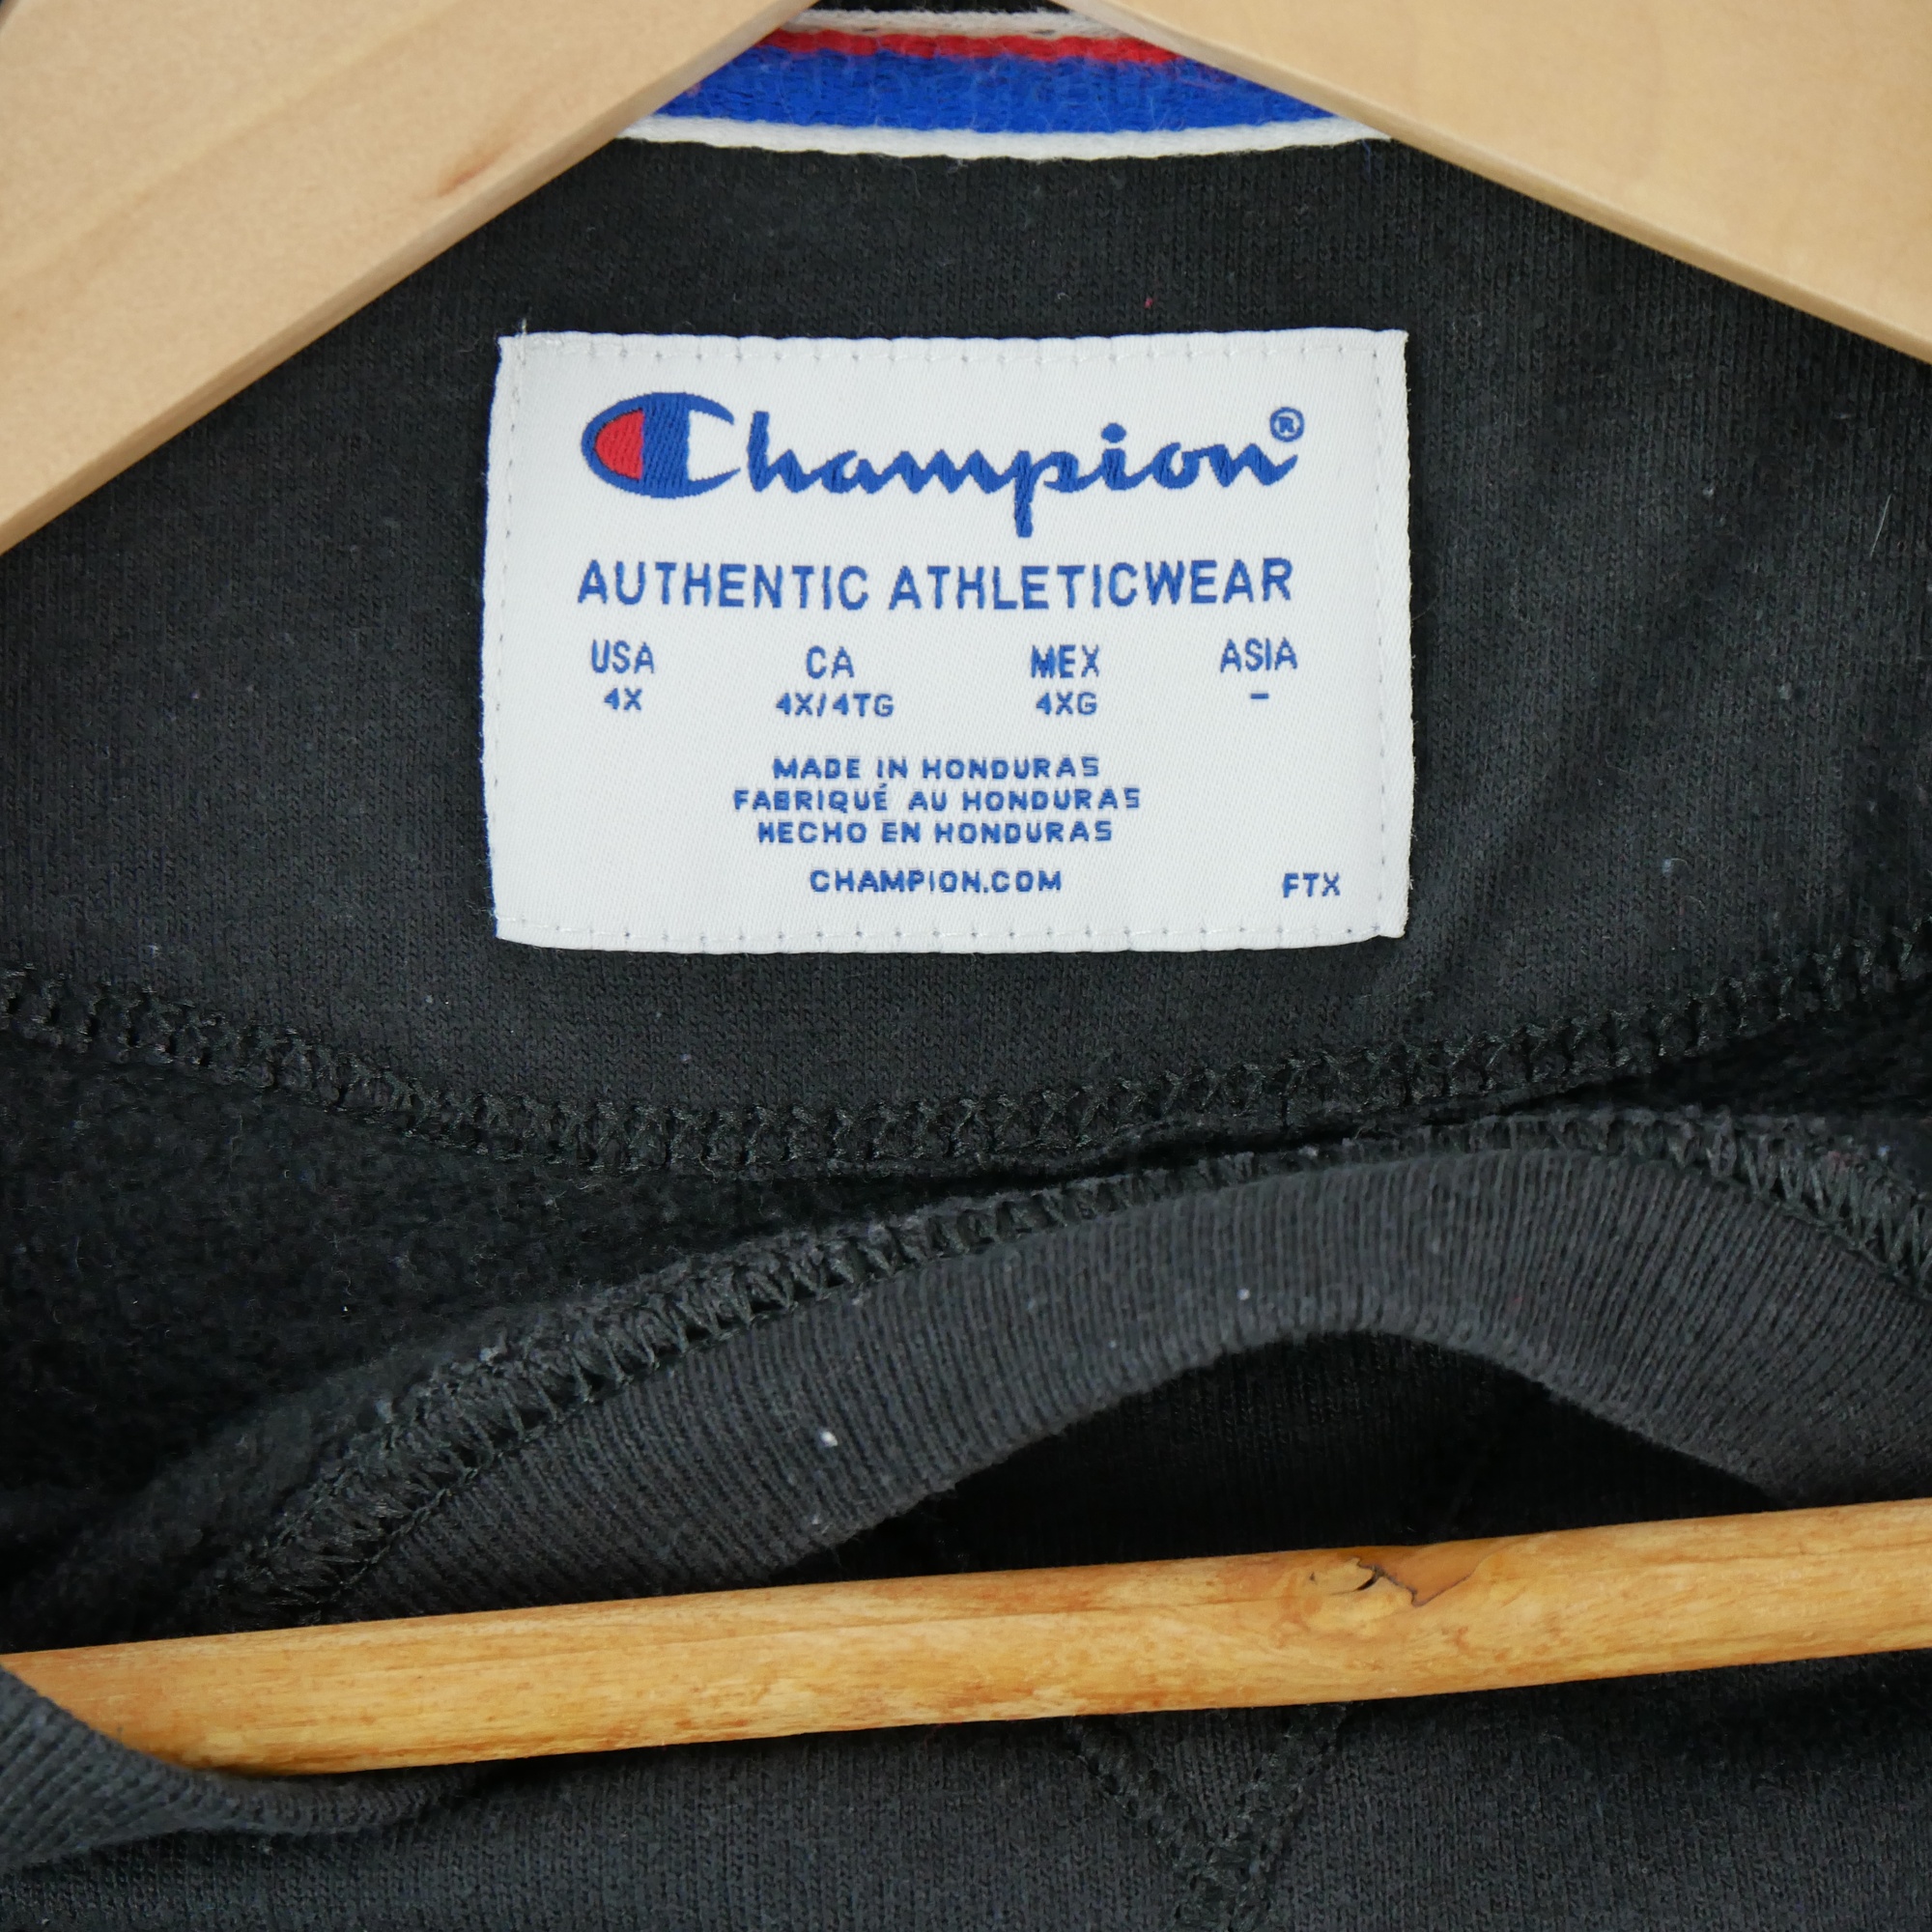 Champion®
AUTHENTIC ATHLETICWEAR
USA CA MEX ASIA
4X 4X/4TG 4XG -
MADE IN HONDURAS
FABRIQUÉ AU HONDURAS
HECHO EN HONDURAS
CHAMPION.COM FTX